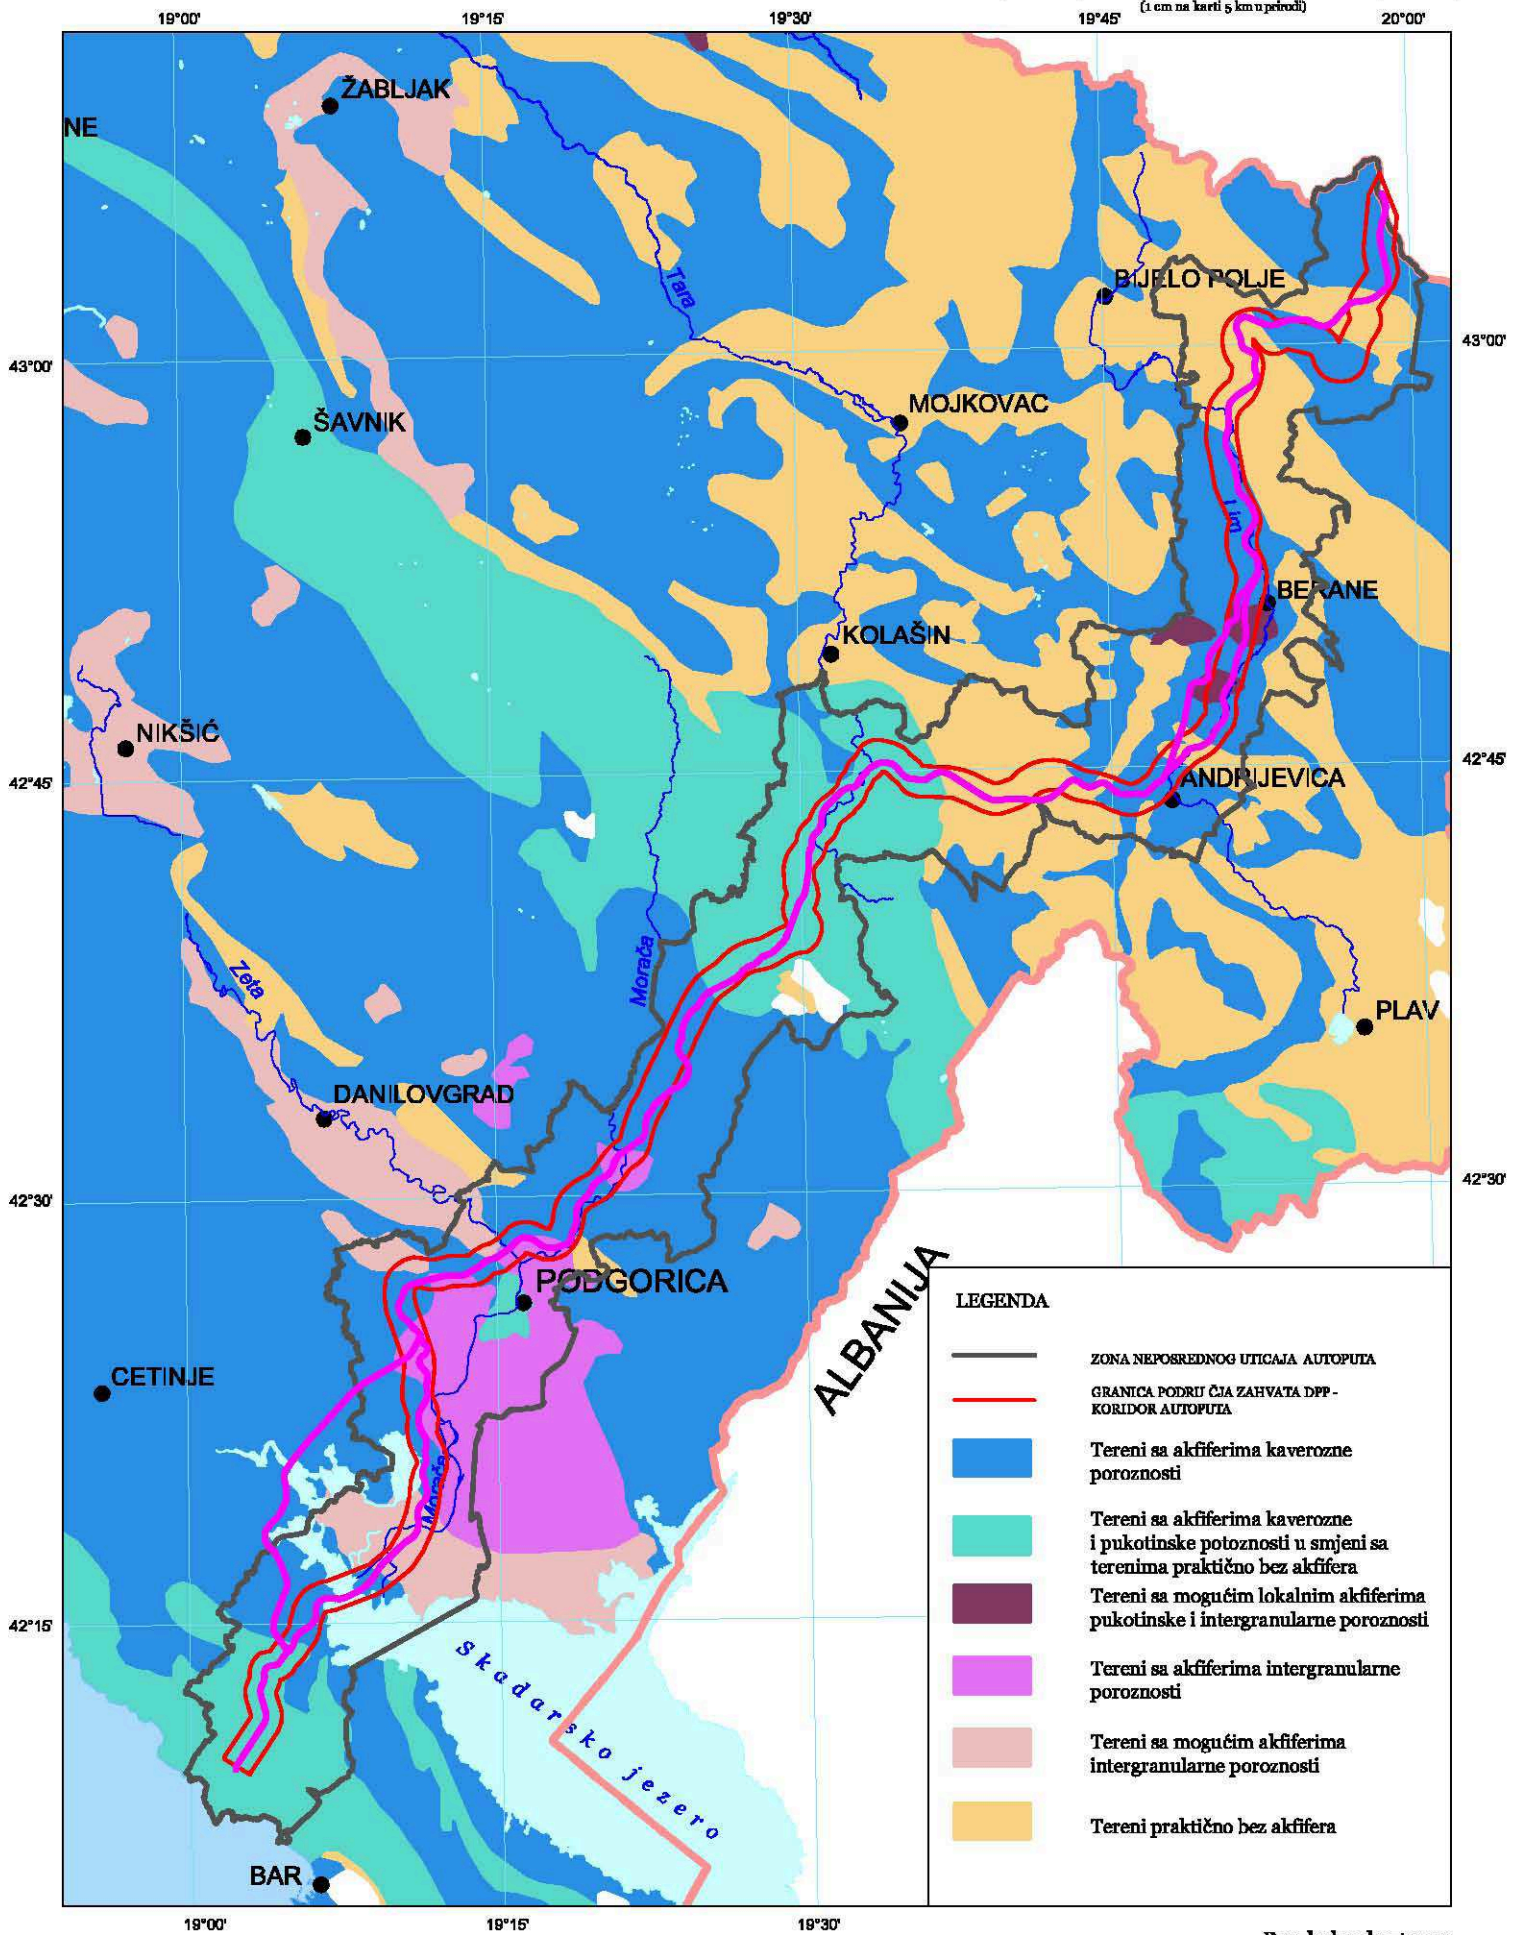 (1 cm na karti 5 km u prirodi)
19°00'
19°15'
19°30'
19°45'
20°00'
ŽABLJAK
NE
Tara
BIJELO POLJE
43°00'
43°00'
MOJKOVAC
ŠAVNIK
Lim
BERANE
KOLAŠIN
NIKŠIĆ
42°45'
42°45'
ANDRIJEVICA
Morača
Zeta
PLAV
DANILOVGRAD
42°30'
42°30'
PODGORICA
ALBANIJA
CETINJE
Morača
42°15'
Skadarsko jezero
BAR
19°00'
19°15'
19°30'
LEGENDA
ZONA NEPOSREDNOG UTICAJA AUTOPUTA
GRANICA PODRU ČJA ZAHVATA DPP -
KORIDOR AUTOPUTA
Tereni sa akfiferima kaverozne
poroznosti
Tereni sa akfiferima kaverozne
i pukotinske potoznosti u smjeni sa
terenima praktično bez akfifera
Tereni sa mogućim lokalnim akfiferima
pukotinske i intergranularne poroznosti
Tereni sa akfiferima intergranularne
poroznosti
Tereni sa mogućim akfiferima
intergranularne poroznosti
Tereni praktično bez akfifera